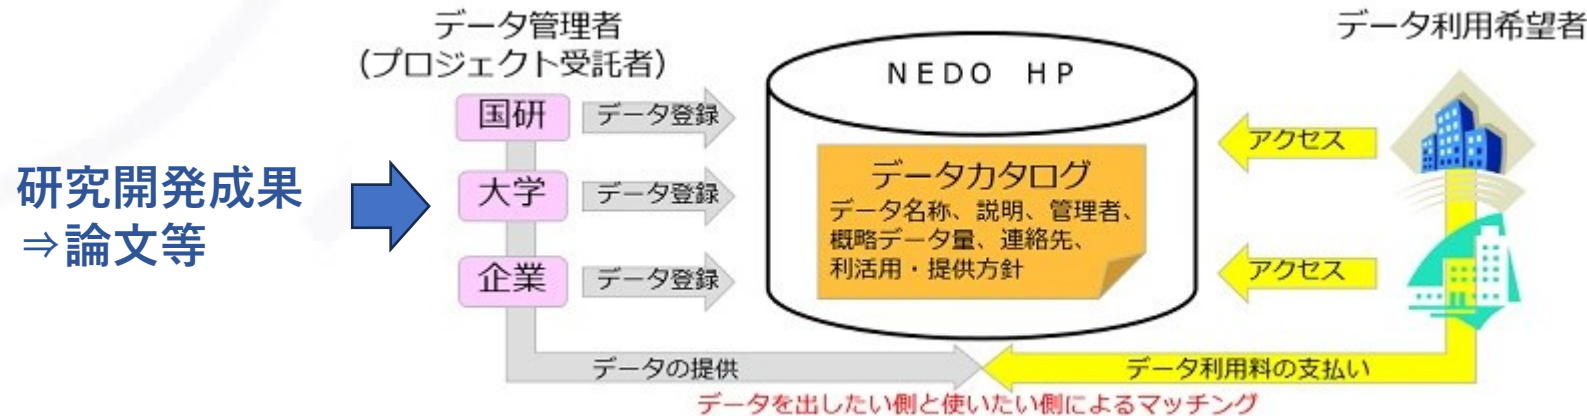 研究開発成果
⇒論文等
データ管理者
(プロジェクト受託者)
国研
データ登録
大学
データ登録
企業
データ登録
NEDO HP
データカタログ
データ名称、説明、管理者、
概略データ量、連絡先、
利活用・提供方針
データ利用希望者
アクセス
アクセス
データの提供
データ利用料の支払い
データを出したい側と使いたい側によるマッチング